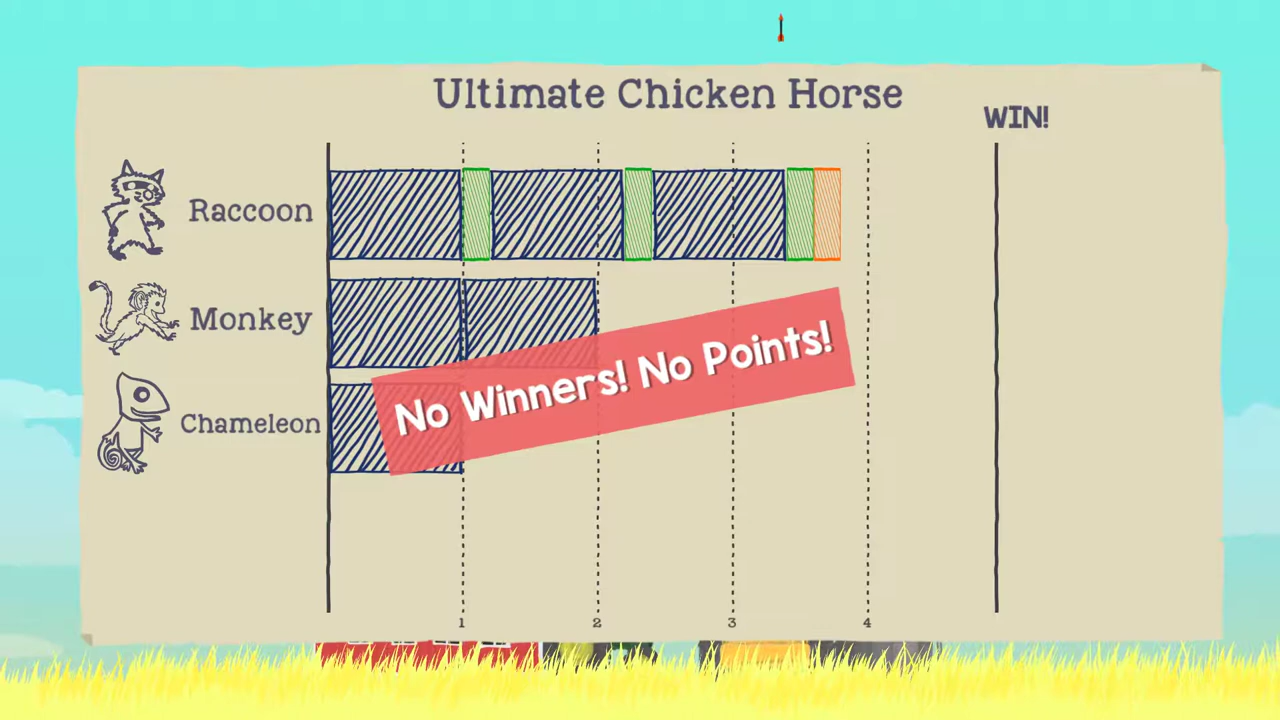 Ultimate Chicken Horse
WIN!
Raccoon
Monkey
No Winners! No Points!
Chameleon
1 2 3 4